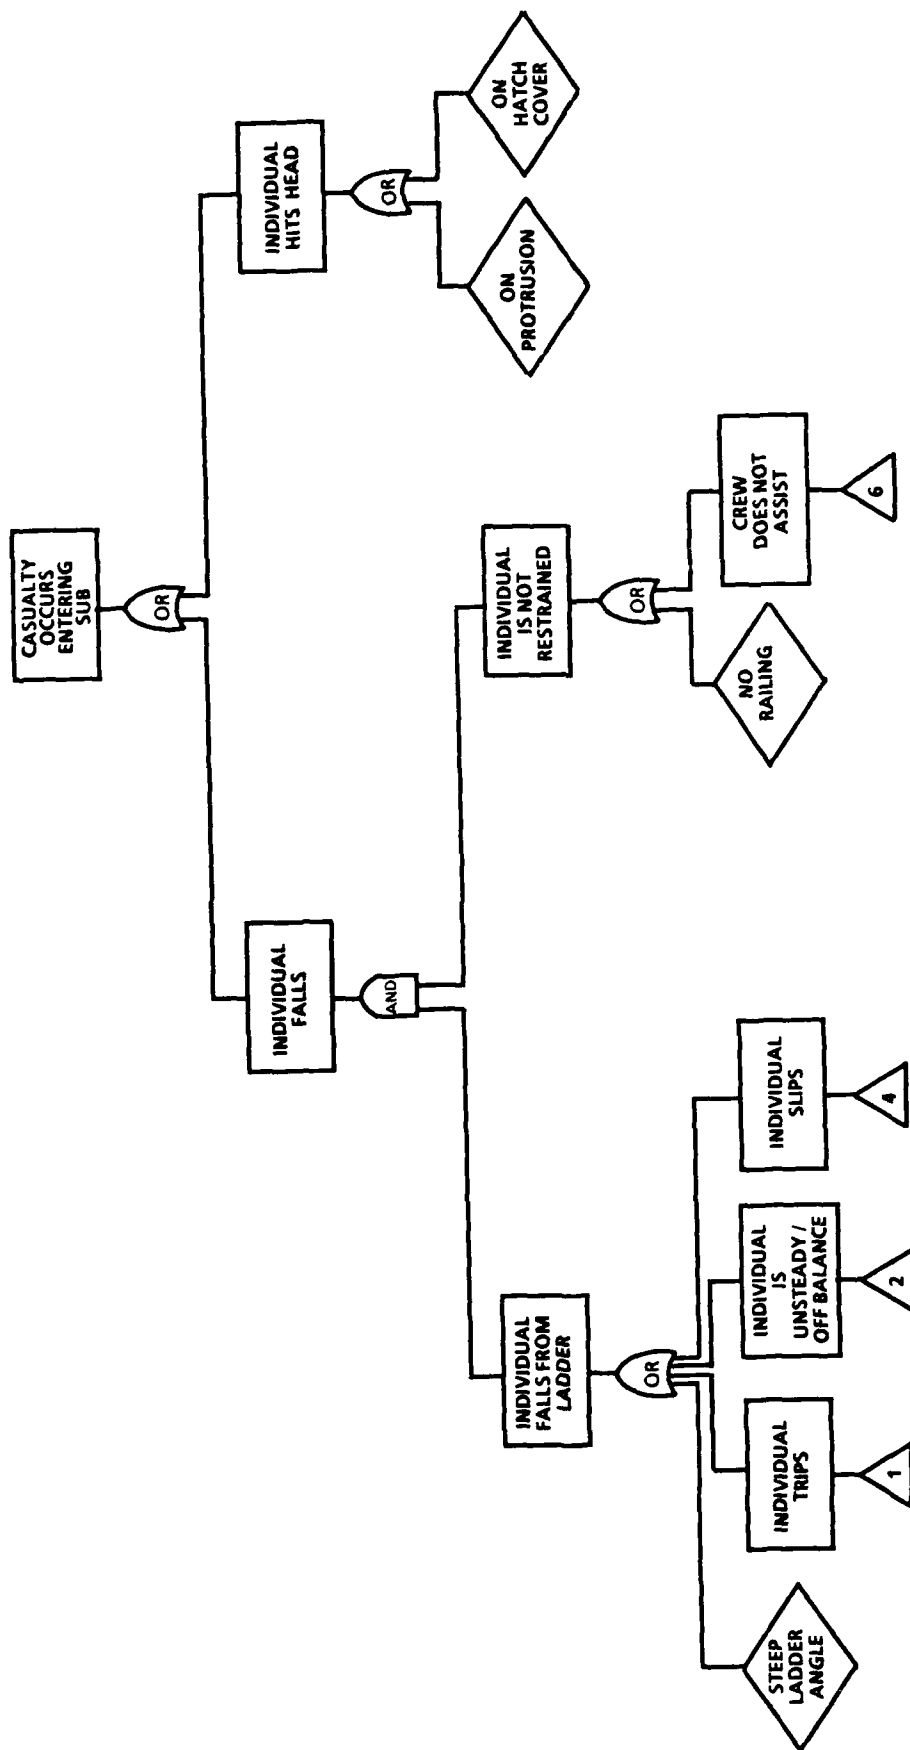 CASUALTY
OCCURS
ENTERING
SUB
OR
INDIVIDUAL
FALLS
INDIVIDUAL
HITS HEAD
AND
OR
ON
PROTRUSION
ON
HATCH
COVER
INDIVIDUAL
FALLS FROM
LADDER
INDIVIDUAL
IS NOT
RESTRAINED
OR
OR
STEEP
LADDER
ANGLE
INDIVIDUAL
TRIPS
INDIVIDUAL
IS
UNSTEADY /
OFF BALANCE
INDIVIDUAL
SLIPS
NO
RAILING
CREW
DOES NOT
ASSIST
1
2
4
6